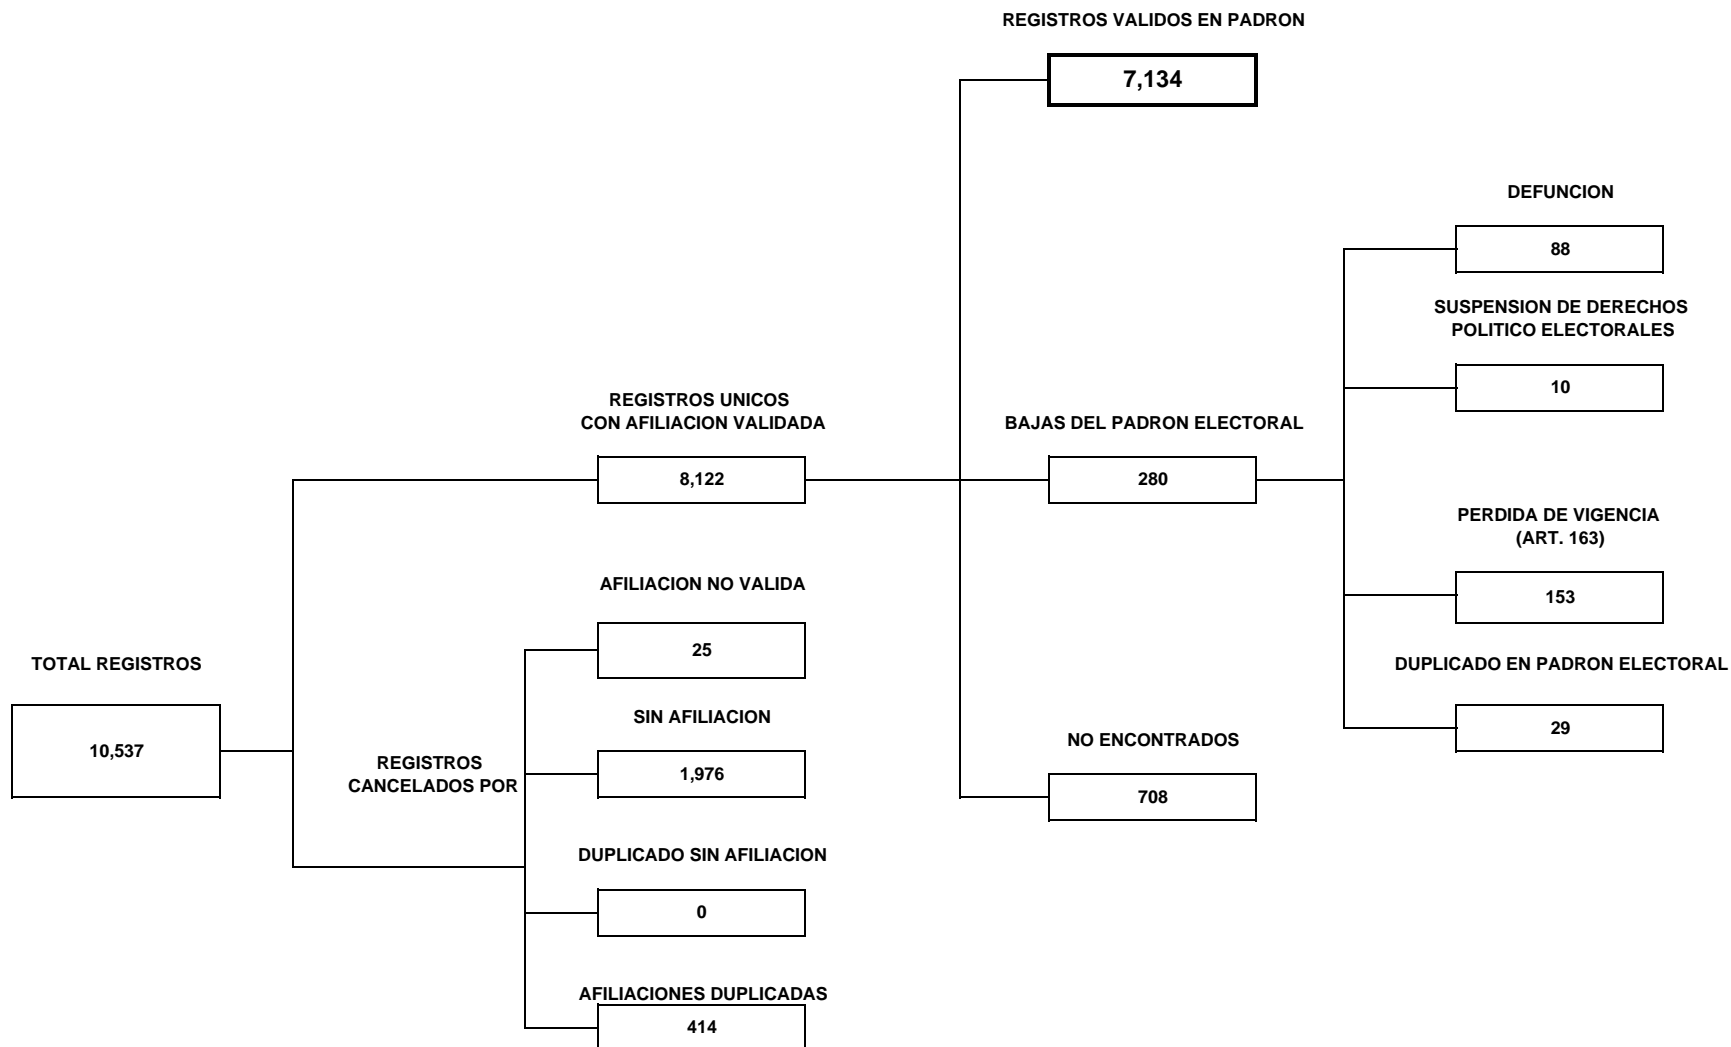 REGISTROS VALIDOS EN PADRON
7,134
DEFUNCION
88
SUSPENSION DE DERECHOS
POLITICO ELECTORALES
10
REGISTROS UNICOS
CON AFILIACION VALIDADA
8,122
BAJAS DEL PADRON ELECTORAL
280
PERDIDA DE VIGENCIA
(ART. 163)
153
AFILIACION NO VALIDA
25
TOTAL REGISTROS
10,537
DUPLICADO EN PADRON ELECTORAL
29
SIN AFILIACION
1,976
REGISTROS
CANCELADOS POR
NO ENCONTRADOS
708
DUPLICADO SIN AFILIACION
0
AFILIACIONES DUPLICADAS
414